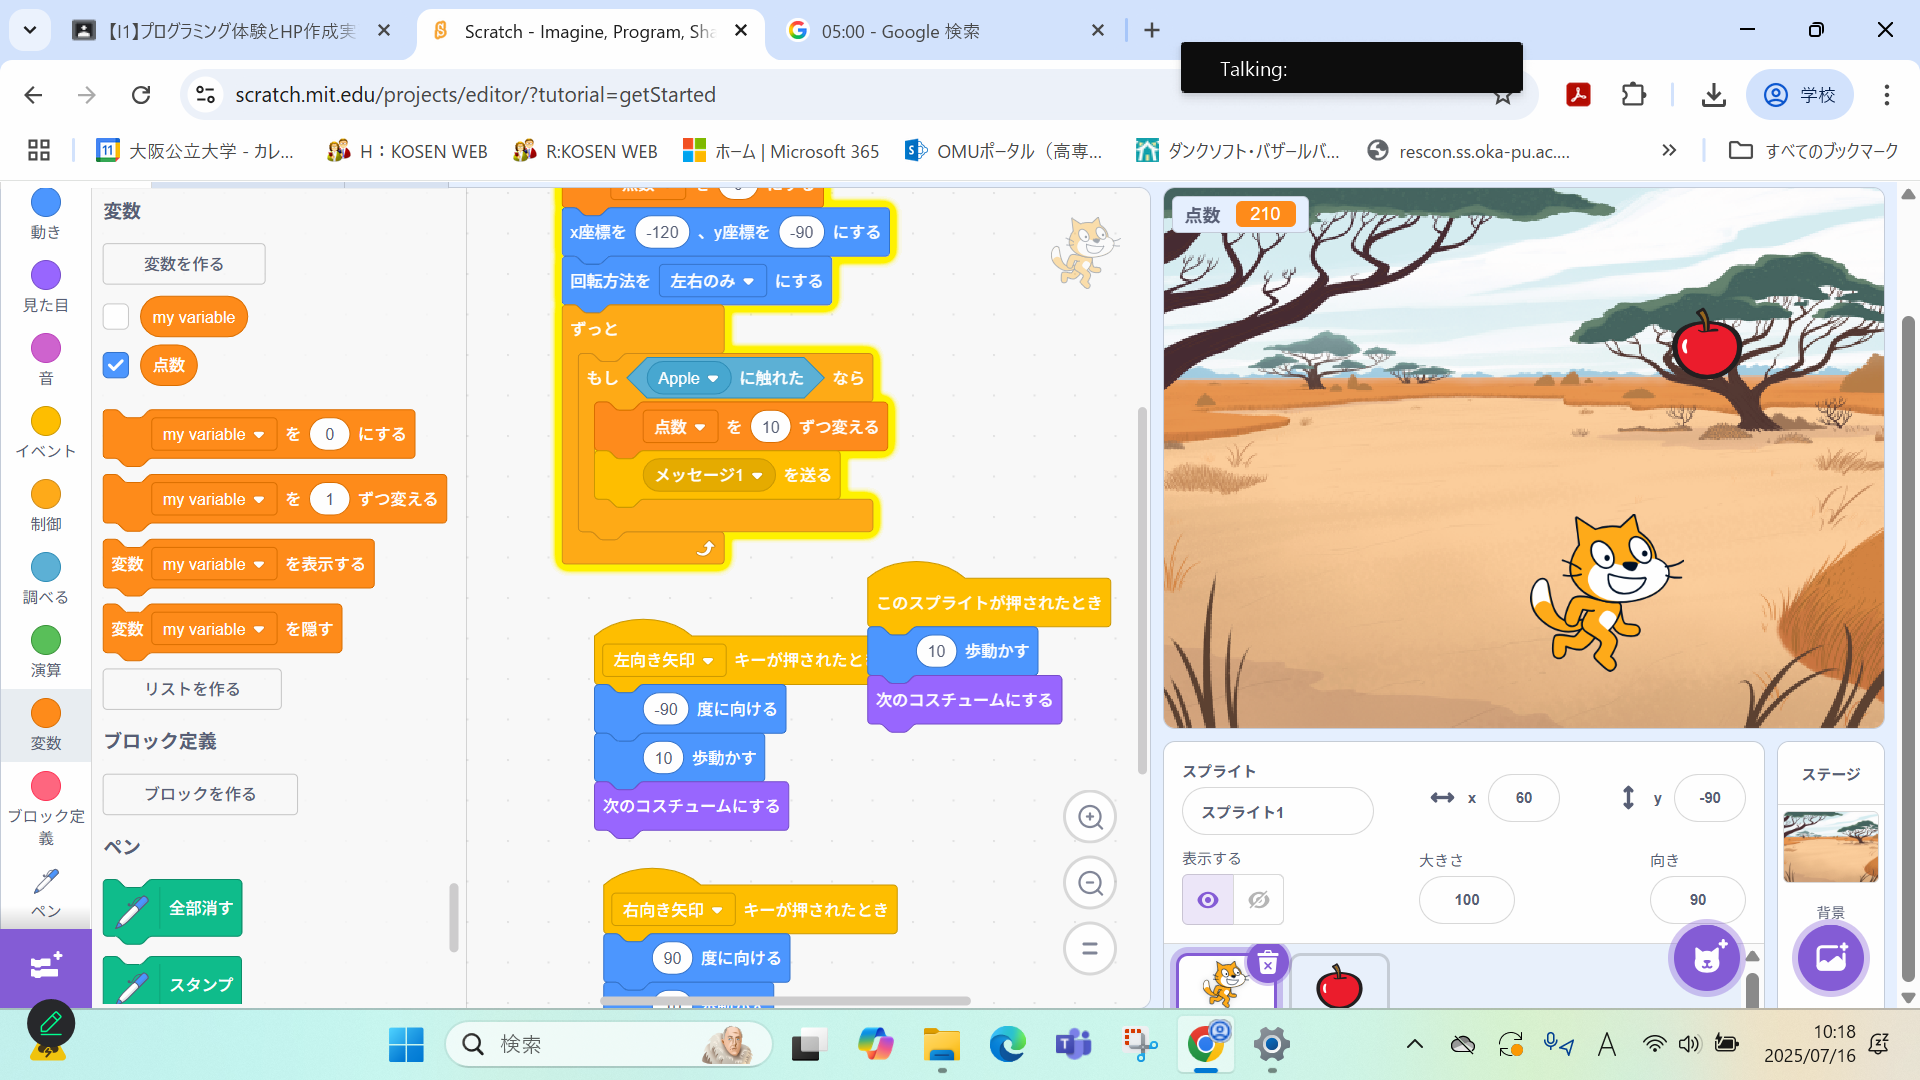 【I1】プログラミング体験とHP作成実
Scratch - Imagine, Program, Sha
05:00 - Google 検索
Talking:
scratch.mit.edu/projects/editor/?tutorial=getStarted
学校
大阪公立大学 - カレ...
H：KOSEN WEB
R:KOSEN WEB
ホーム | Microsoft 365
OMUポータル（高専...
ダンクソフト・バザールバ...
rescon.ss.oka-pu.ac....
すべてのブックマーク
動き
見た目
音
イベント
制御
調べる
演算
変数
ブロック定義
ペン
変数
変数を作る
my variable
点数
my variable を 0 にする
my variable を 1 ずつ変える
変数 my variable を表示する
変数 my variable を隠す
リストを作る
ブロック定義
ブロックを作る
ペン
全部消す
スタンプ
x座標を -120 、y座標を -90 にする
回転方法を 左右のみ にする
ずっと
もし Apple に触れた なら
点数 を 10 ずつ変える
メッセージ1 を送る
このスプライトが押されたとき
10 歩動かす
次のコスチュームにする
左向き矢印 キーが押されたとき
-90 度に向ける
10 歩動かす
次のコスチュームにする
右向き矢印 キーが押されたとき
90 度に向ける
点数 210
スプライト
スプライト1
x 60
y -90
表示する
大きさ 100
向き 90
ステージ
背景
検索
A
10:18
2025/07/16